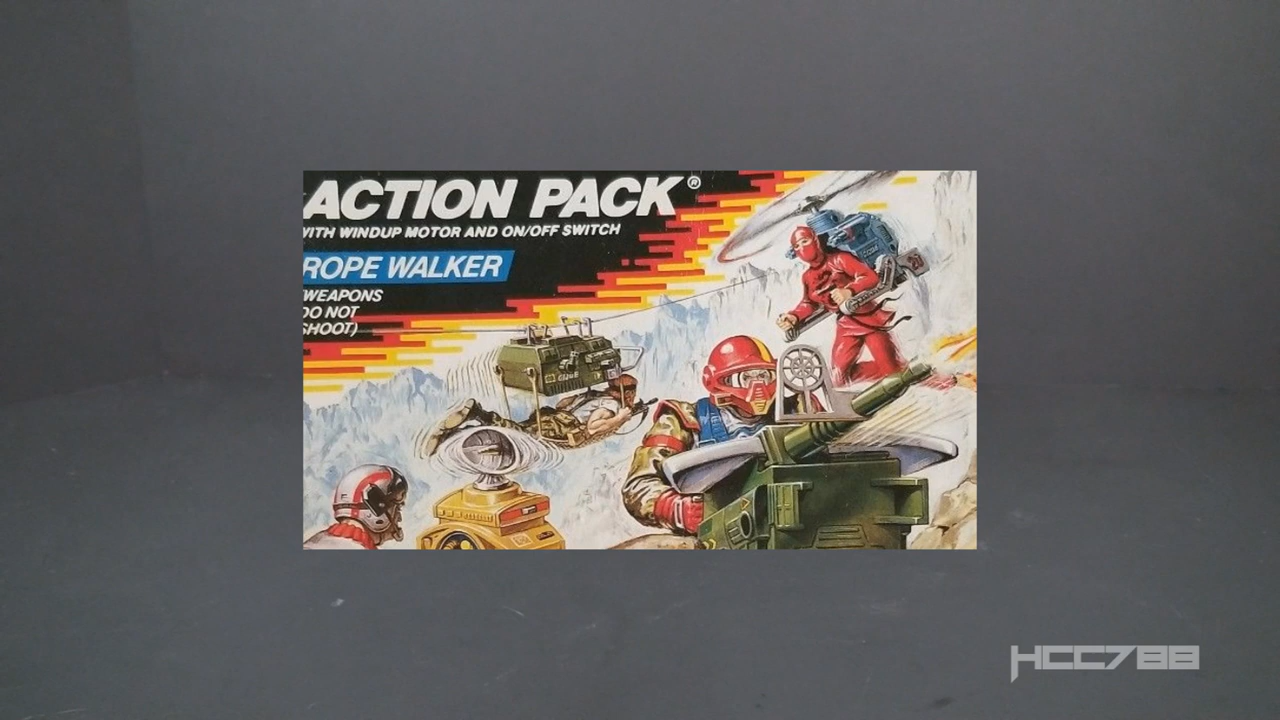 ACTION PACK®
WITH WINDUP MOTOR AND ON/OFF SWITCH
ROPE WALKER
WEAPONS
DO NOT
SHOOT)
HCC788